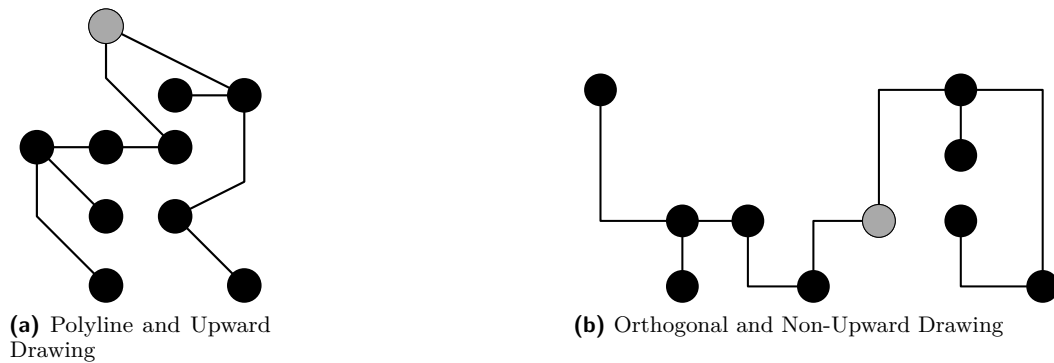 (a) Polyline and Upward
Drawing
(b) Orthogonal and Non-Upward Drawing